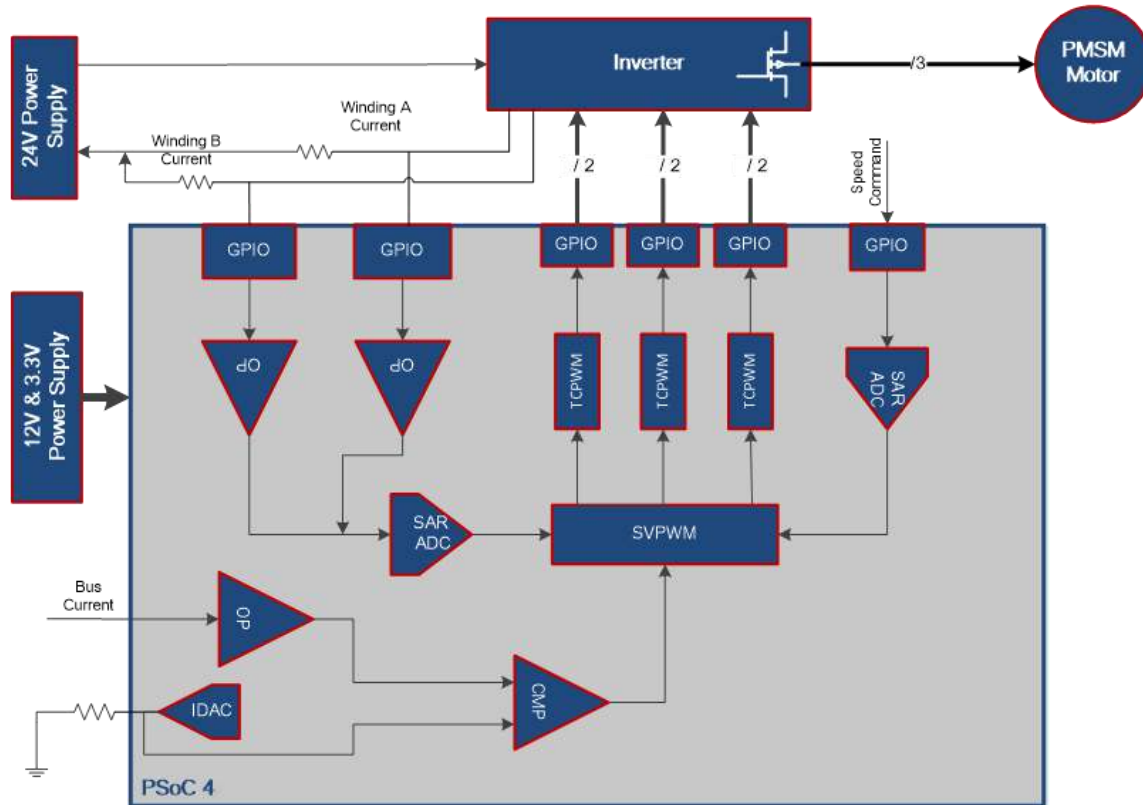 24V Power
Supply
Inverter
/3
PMSM
Motor
Winding A
Current
Winding B
Current
/ 2
/ 2
/ 2
Speed
Command
GPIO
GPIO
GPIO
GPIO
GPIO
GPIO
12V & 3.3V
Power Supply
OP
OP
TCPWM
TCPWM
TCPWM
SAR
ADC
SAR
ADC
SVPWM
Bus
Current
OP
IDAC
CMP
PSoC 4